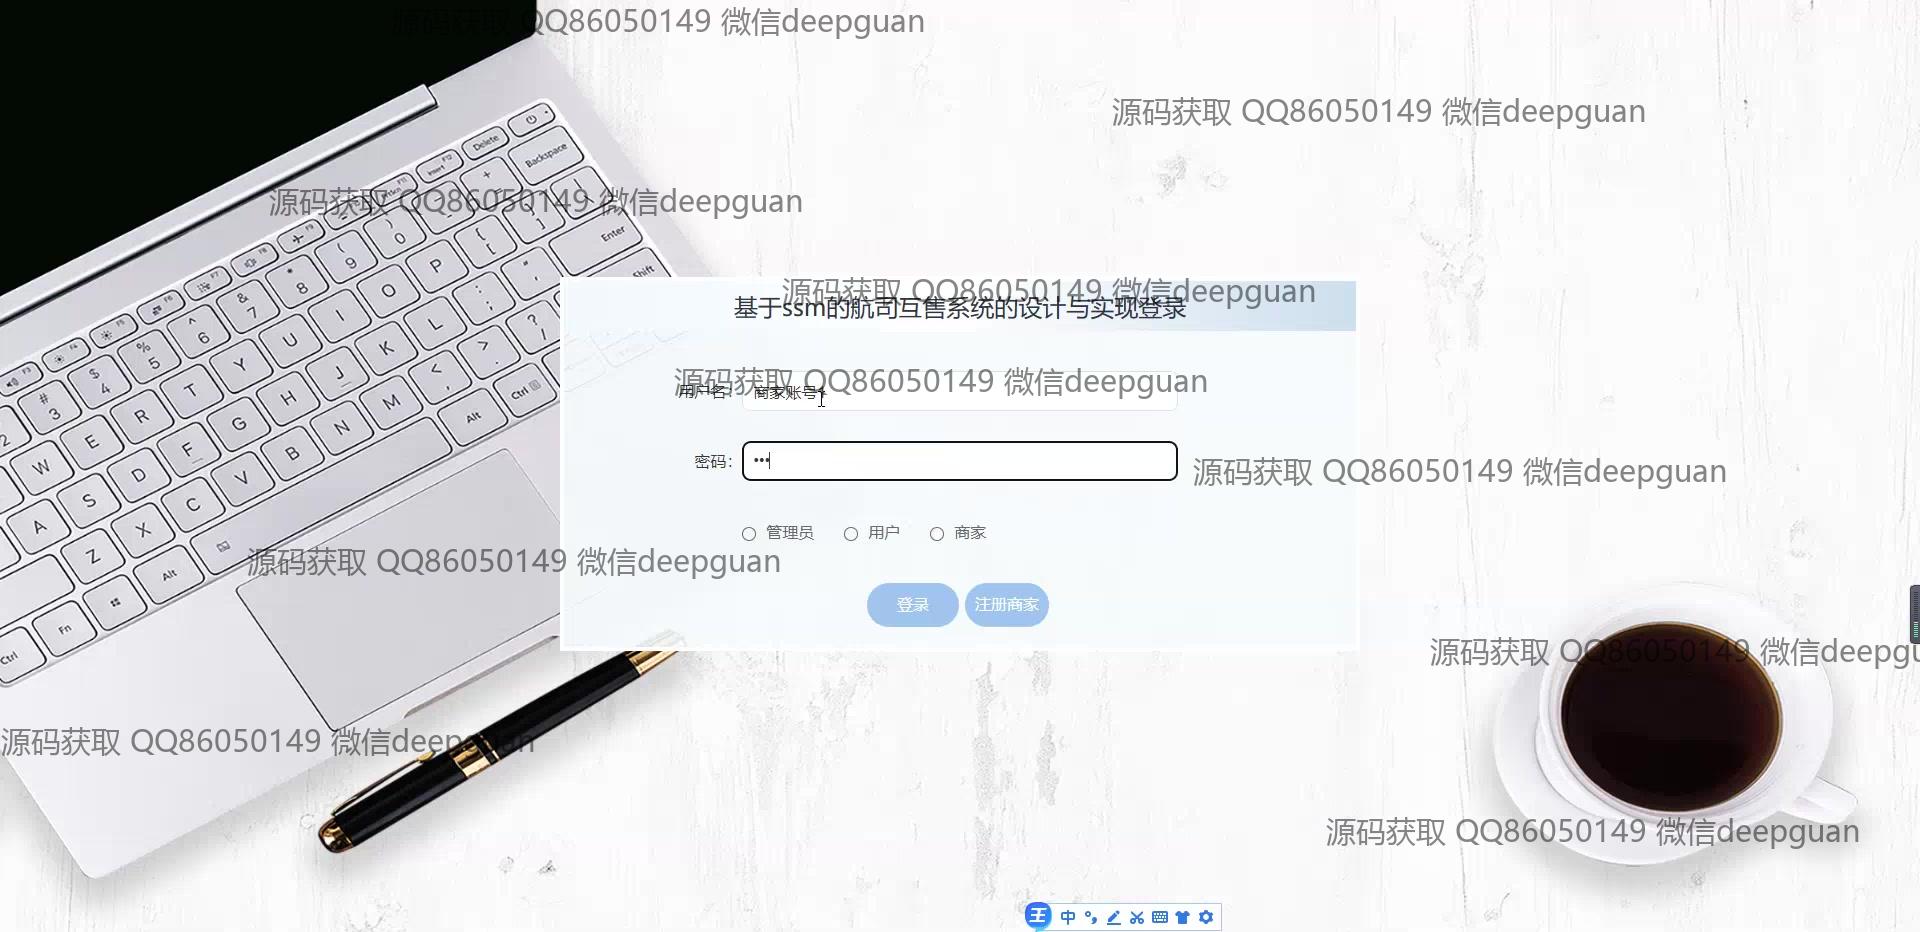 源码获取 QQ86050149 微信deepguan
源码获取 QQ86050149 微信deepguan
源码获取 QQ86050149 微信deepguan
源码获取 QQ86050149 微信deepguan
基于ssm的航司互售系统的设计与实现登录
源码获取 QQ86050149 微信deepguan
用户名:
商家账号1
密码:
•••
源码获取 QQ86050149 微信deepguan
管理员 用户 商家
源码获取 QQ86050149 微信deepguan
登录 注册商家
源码获取 QQ86050149 微信deepgu
源码获取 QQ86050149 微信deepguan
源码获取 QQ86050149 微信deepguan
王 中
Delete
Backspace
Enter
Shift
Ctrl
Alt
Fn
Alt
Ctrl